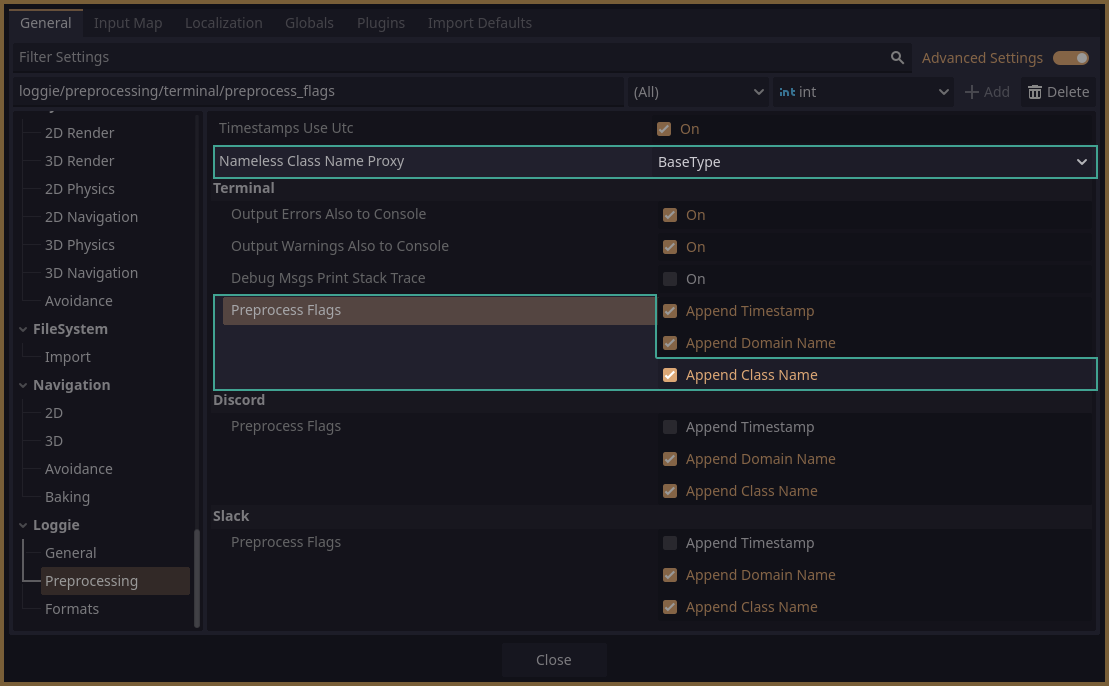 General Input Map Localization Globals Plugins Import Defaults
Filter Settings Advanced Settings
loggie/preprocessing/terminal/preprocess_flags (All) int int Add Delete
2D Render
3D Render
2D Physics
2D Navigation
3D Physics
3D Navigation
Avoidance
FileSystem
Import
Navigation
2D
3D
Avoidance
Baking
Loggie
General
Preprocessing
Formats
Timestamps Use Utc On
Nameless Class Name Proxy BaseType
Terminal
Output Errors Also to Console On
Output Warnings Also to Console On
Debug Msgs Print Stack Trace On
Preprocess Flags Append Timestamp
Append Domain Name
Append Class Name
Discord
Preprocess Flags Append Timestamp
Append Domain Name
Append Class Name
Slack
Preprocess Flags Append Timestamp
Append Domain Name
Append Class Name
Close